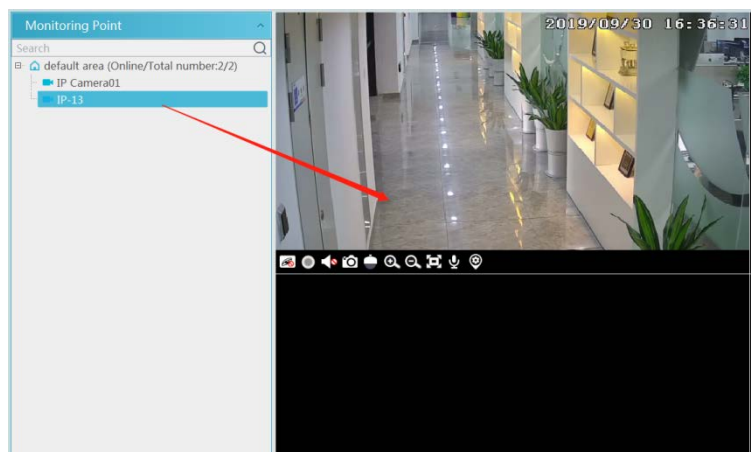 Monitoring Point
2019/09/30 16:36:31
Search
default area (Online/Total number:2/2)
IP Camera01
IP-13